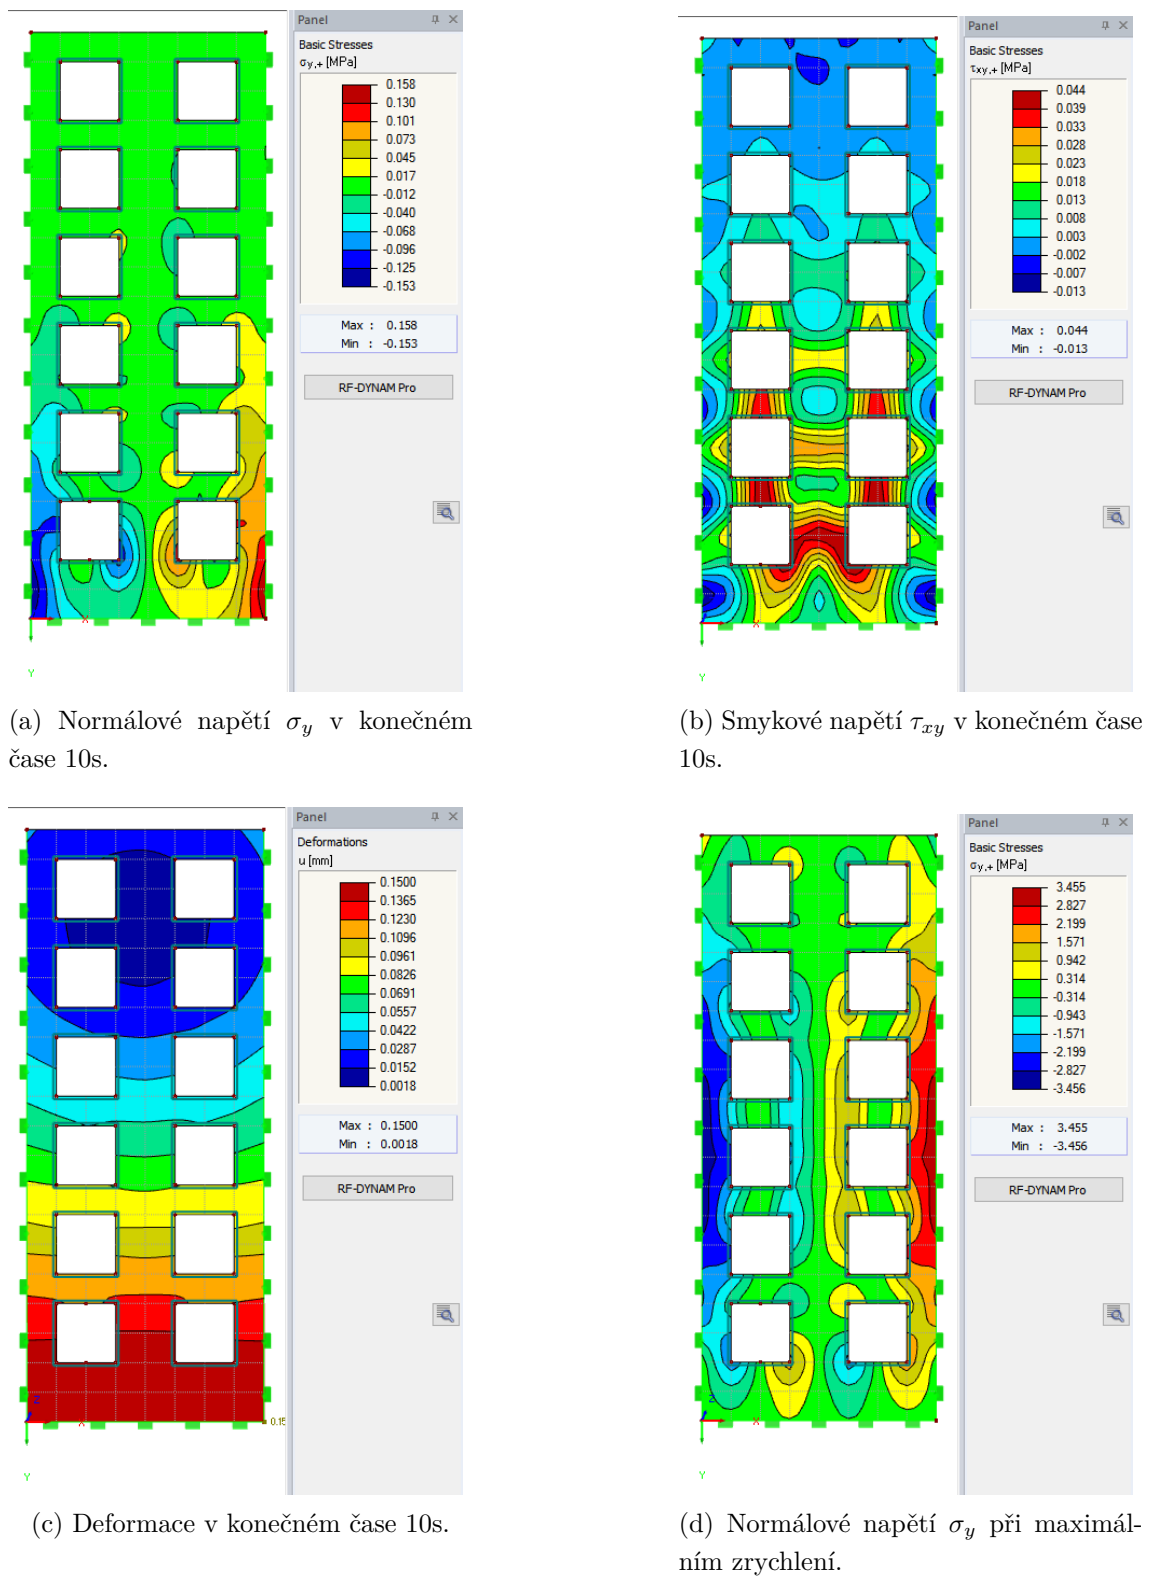 Panel
Basic Stresses
σy,+ [MPa]
0.158
0.130
0.101
0.073
0.045
0.017
-0.012
-0.040
-0.068
-0.096
-0.125
-0.153
Max : 0.158
Min : -0.153
RF-DYNAM Pro
X
Y
(a) Normálové napětí σy v konečném
čase 10s.
Panel
Basic Stresses
τxy,+ [MPa]
0.044
0.039
0.033
0.028
0.023
0.018
0.013
0.008
0.003
-0.002
-0.007
-0.013
Max : 0.044
Min : -0.013
RF-DYNAM Pro
X
Y
(b) Smykové napětí τxy v konečném čase
10s.
Panel
Deformations
u [mm]
0.1500
0.1365
0.1230
0.1096
0.0961
0.0826
0.0691
0.0557
0.0422
0.0287
0.0152
0.0018
Max : 0.1500
Min : 0.0018
RF-DYNAM Pro
Z
X
0.15
Y
(c) Deformace v konečném čase 10s.
Panel
Basic Stresses
σy,+ [MPa]
3.455
2.827
2.199
1.571
0.942
0.314
-0.314
-0.943
-1.571
-2.199
-2.827
-3.456
Max : 3.455
Min : -3.456
RF-DYNAM Pro
Z
X
Y
(d) Normálové napětí σy při maximál-
ním zrychlení.